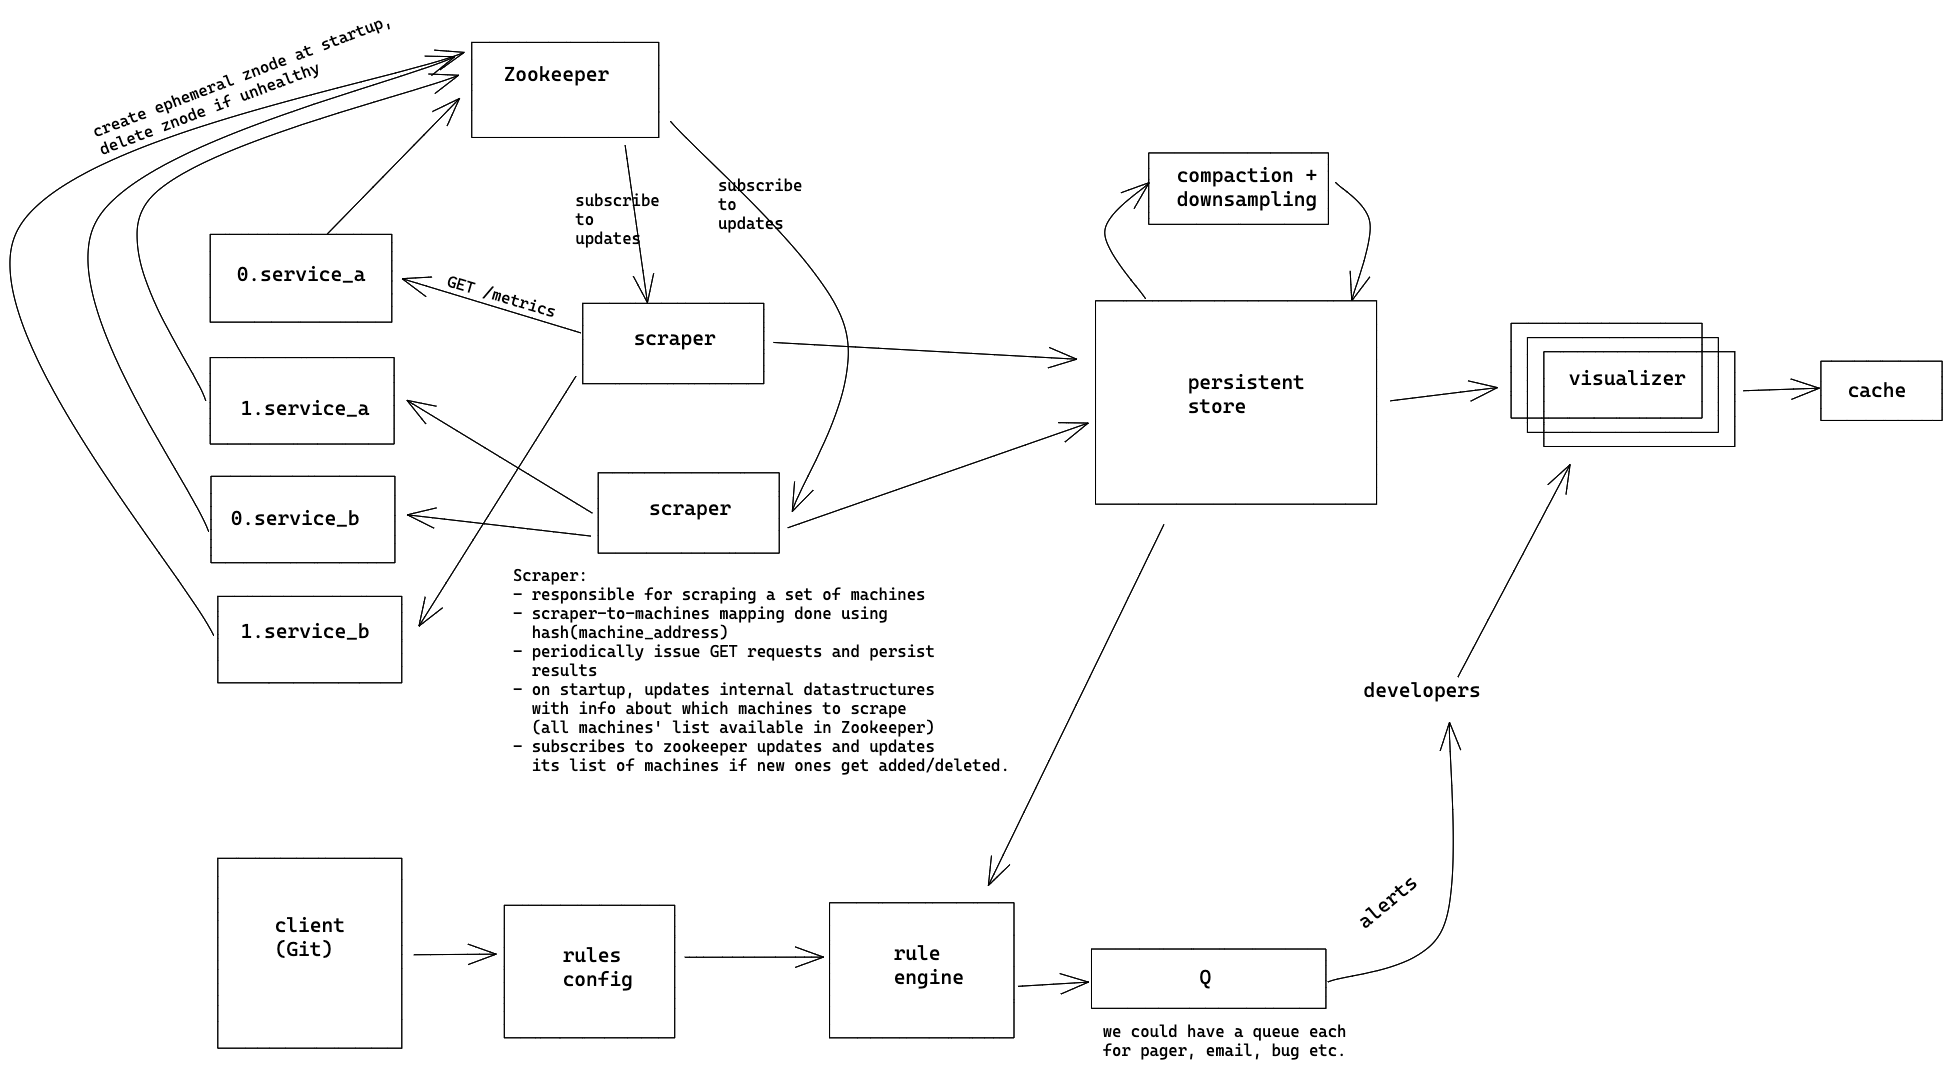 create ephemeral znode at startup,
delete znode if unhealthy
Zookeeper
subscribe
to
updates
subscribe
to
updates
compaction +
downsampling
0.service_a
GET /metrics
scraper
1.service_a
persistent
store
visualizer
cache
0.service_b
scraper
1.service_b
Scraper:
- responsible for scraping a set of machines
- scraper-to-machines mapping done using
hash(machine_address)
- periodically issue GET requests and persist
results
- on startup, updates internal datastructures
with info about which machines to scrape
(all machines' list available in Zookeeper)
- subscribes to zookeeper updates and updates
its list of machines if new ones get added/deleted.
developers
alerts
client
(Git)
rules
config
rule
engine
Q
we could have a queue each
for pager, email, bug etc.